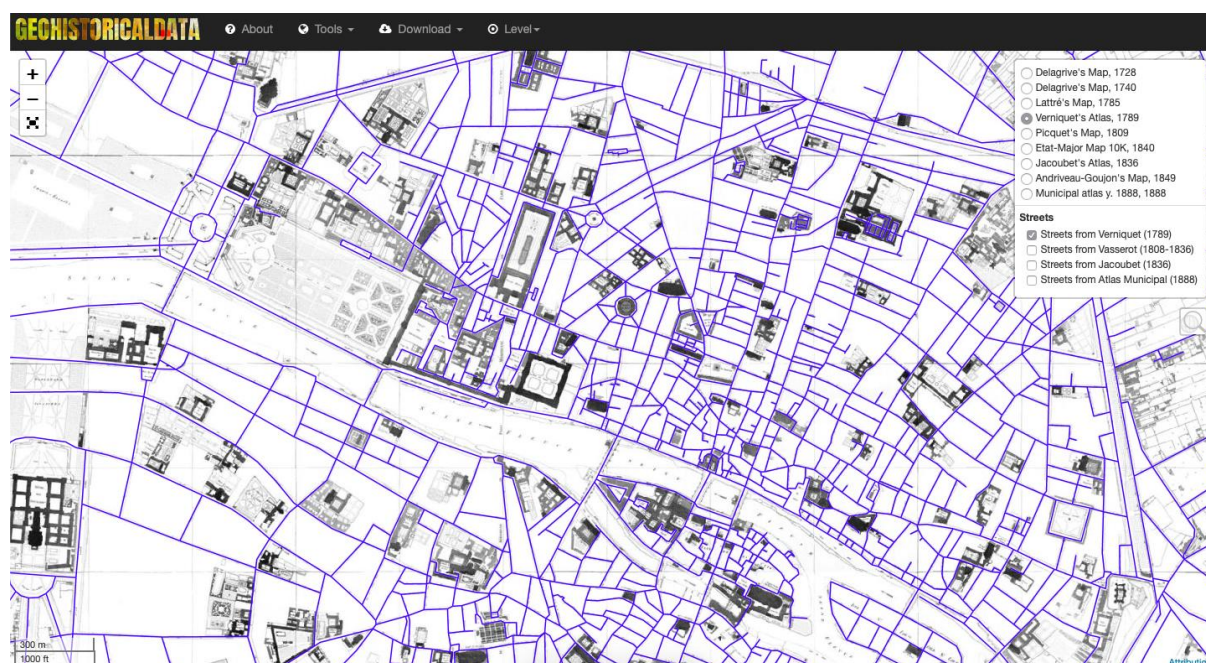 GEOHISTORICALDATA
About
Tools
Download
Level
+
−
Delagrive's Map, 1728
Delagrive's Map, 1740
Lattré's Map, 1785
Verniquet's Atlas, 1789
Picquet's Map, 1809
Etat-Major Map 10K, 1840
Jacoubet's Atlas, 1836
Andriveau-Goujon's Map, 1849
Municipal atlas y. 1888, 1888
Streets
Streets from Verniquet (1789)
Streets from Vasserot (1808-1836)
Streets from Jacoubet (1836)
Streets from Atlas Municipal (1888)
300 m
1000 ft